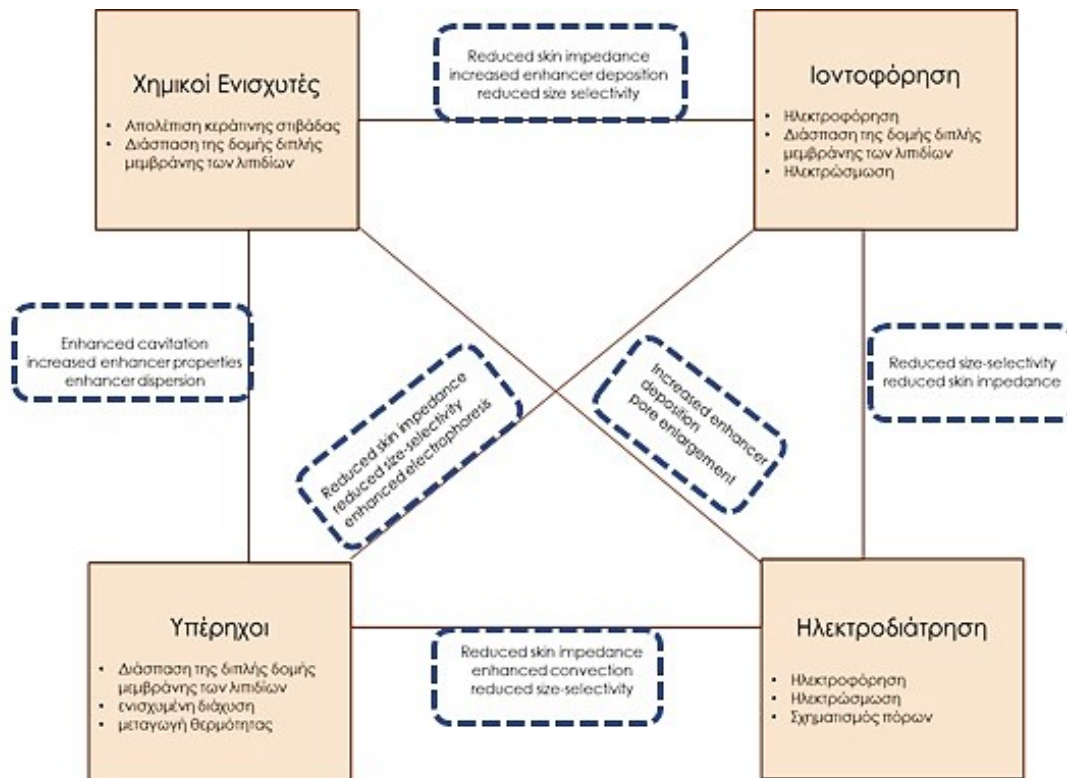 Χημικοί Ενισχυτές
• Απολέπιση κεράτινης στιβάδας
• Διάσπαση της δομής διπλής
μεμβράνης των λιπιδίων
Reduced skin impedance
increased enhancer deposition
reduced size selectivity
Ιοντοφόρηση
• Ηλεκτροφόρηση
• Διάσπαση της δομής διπλής
μεμβράνης των λιπιδίων
• Ηλεκτρώσμωση
Enhanced cavitation
increased enhancer properties
enhancer dispersion
Reduced skin impedance
reduced size-selectivity
enhanced electrophoresis
Increased enhancer
deposition
pore enlargement
Reduced size-selectivity
reduced skin impedance
Υπέρηχοι
• Διάσπαση της διπλής δομής
μεμβράνης των λιπιδίων
• ενισχυμένη διάχυση
• μεταγωγή θερμότητας
Reduced skin impedance
enhanced convection
reduced size-selectivity
Ηλεκτροδιάτρηση
• Ηλεκτροφόρηση
• Ηλεκτρώσμωση
• Σχηματισμός πόρων